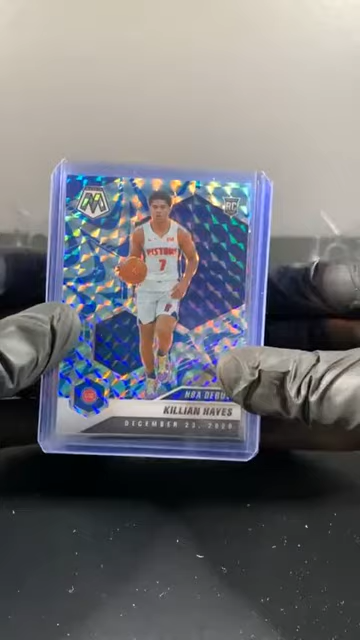 MOSAIC
RC
PISTONS
7
NBA DEBUT
KILLIAN HAYES
DECEMBER 23, 2020